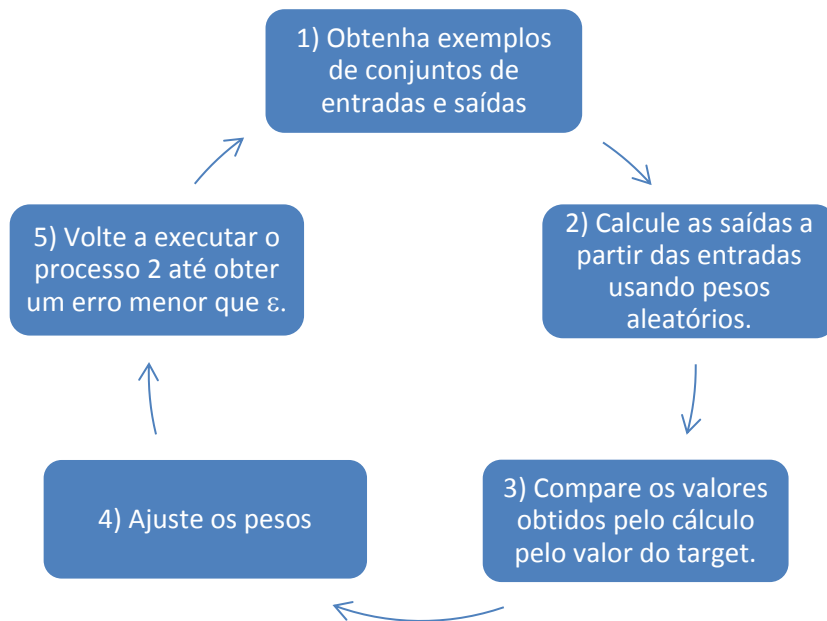 1) Obtenha exemplos
de conjuntos de
entradas e saídas
2) Calcule as saídas a
partir das entradas
usando pesos
aleatórios.
3) Compare os valores
obtidos pelo cálculo
pelo valor do target.
4) Ajuste os pesos
5) Volte a executar o
processo 2 até obter
um erro menor que ε.